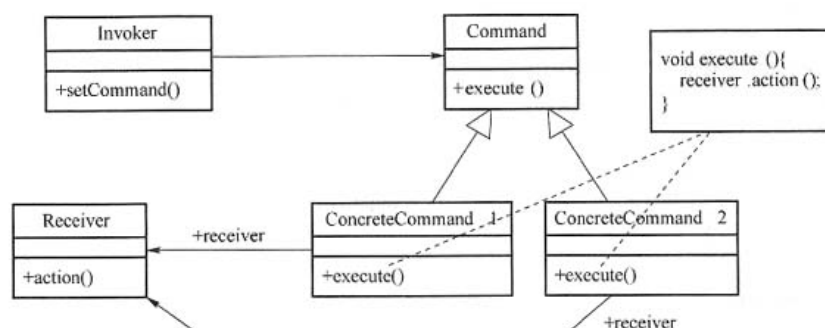 Invoker
+setCommand()
Command
+execute ()
void execute (){
receiver .action ();
}
Receiver
+action()
+receiver
ConcreteCommand 1
+execute()
ConcreteCommand 2
+execute()
+receiver